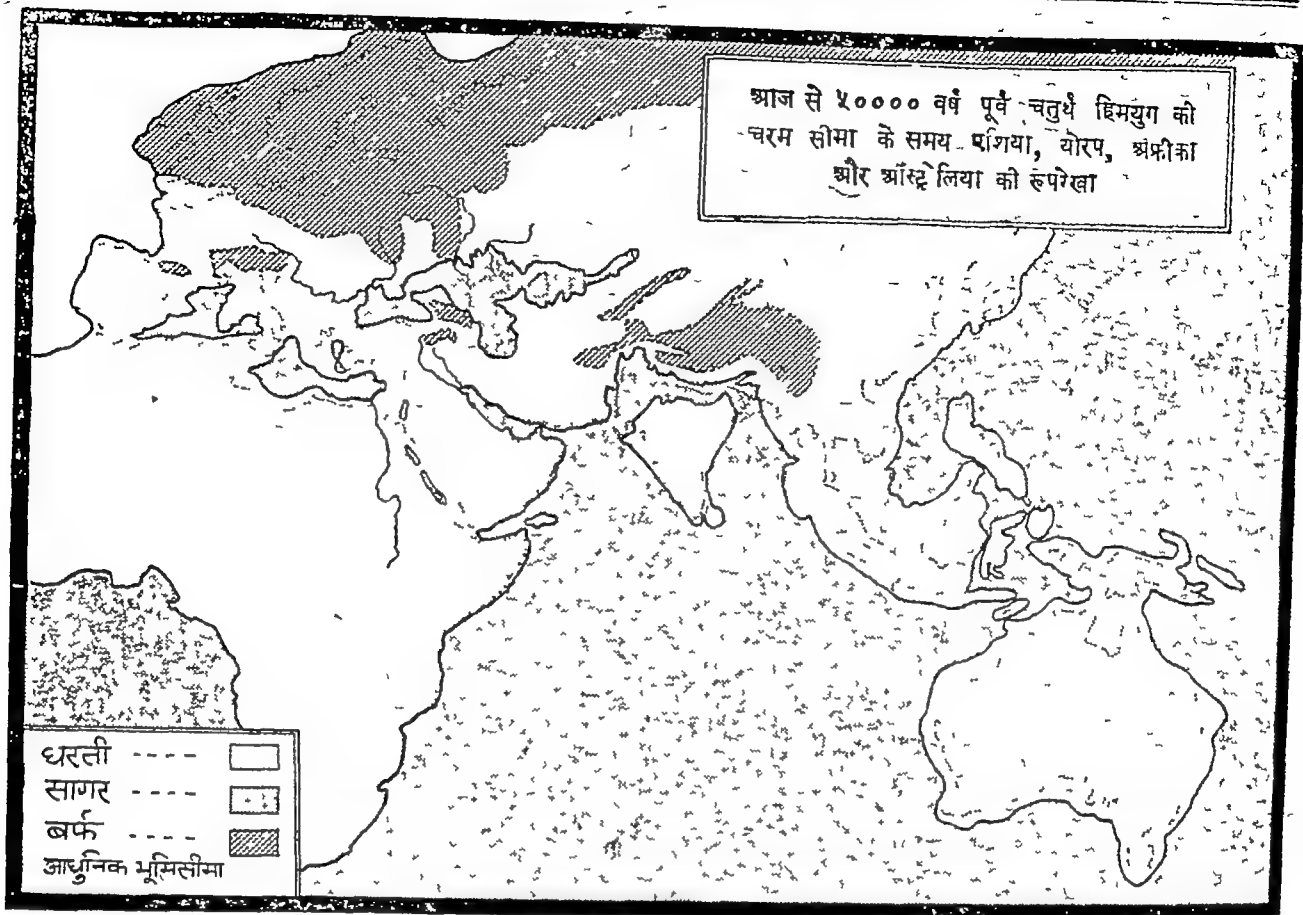 आज से ५०००० वर्ष पूर्व चतुर्थ हिमयुग की
चरम सीमा के समय एशिया, योरप, अफ्रीका
और ऑस्ट्रेलिया की रूपरेखा
धरती ----
सागर ----
बर्फ ----
आधुनिक भूमिसीमा